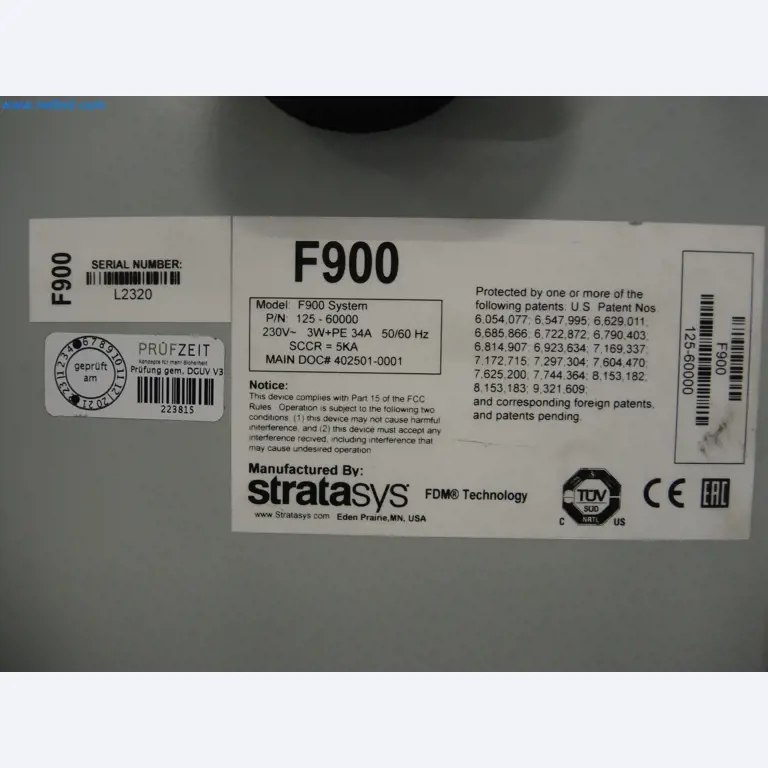 F900
SERIAL NUMBER:
L2320
PRÜFZEIT
Konzepte für mehr Sicherheit
Prüfung gem. DGUV V3
geprüft
am
223815
F900
Model: F900 System
P/N: 125 - 60000
230V~ 3W+PE 34A 50/60 Hz
SCCR = 5KA
MAIN DOC# 402501-0001
Notice:
This device complies with Part 15 of the FCC
Rules. Operation is subject to the following two
conditions: (1) this device may not cause harmful
interference, and (2) this device must accept any
interference recived, including interference that
may cause undesired operation
Manufactured By:
stratasys
FDM® Technology
www.Stratasys.com Eden Prairie,MN, USA
Protected by one or more of the
following patents: U.S. Patent Nos.
6,054,077; 6,547,995; 6,629,011;
6,685,866; 6,722,872; 6,790,403;
6,814,907; 6,923,634; 7,169,337;
7,172,715; 7,297,304; 7,604,470;
7,625,200; 7,744,364; 8,153,182;
8,153,183; 9,321,609;
and corresponding foreign patents,
and patents pending.
F900
125-60000
TÜV
SUD
NRTL
C US
CE
EAC